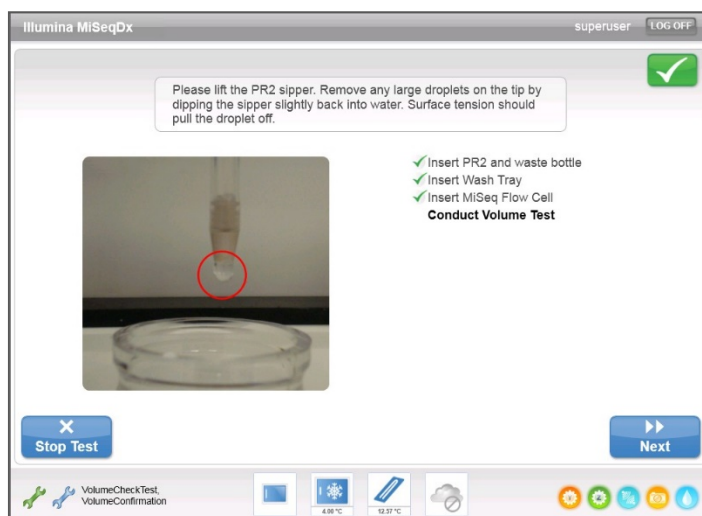 Illumina MiSeqDx
superuser
LOG OFF
Please lift the PR2 sipper. Remove any large droplets on the tip by
dipping the sipper slightly back into water. Surface tension should
pull the droplet off.
Insert PR2 and waste bottle
Insert Wash Tray
Insert MiSeq Flow Cell
Conduct Volume Test
Stop Test
Next
VolumeCheckTest,
VolumeConfirmation
4.00 °C
12.37 °C